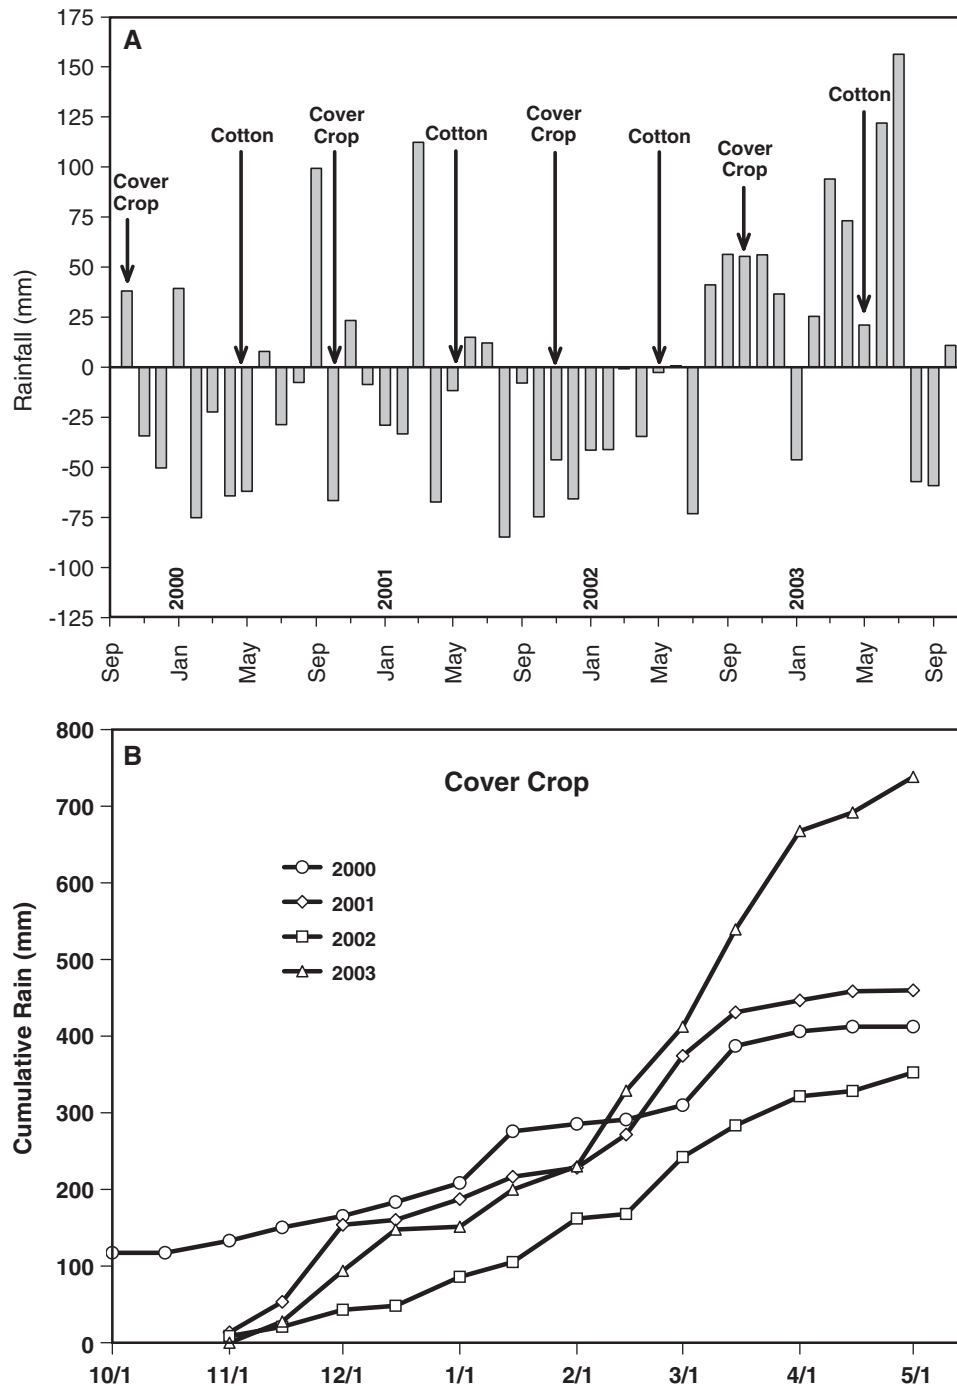 175
A
150
125
Cotton
Cover
Crop
Cotton
Cover
Crop
Cotton
Cover
Crop
Cotton
100
Cover
Crop
75
50
25
0
-25
-50
-75
-100
-125
Rainfall (mm)
2000
2001
2002
2003
Sep
Jan
May
Sep
Jan
May
Sep
Jan
May
Sep
Jan
May
Sep
800
B
Cover Crop
700
600
500
400
300
200
100
0
Cumulative Rain (mm)
2000
2001
2002
2003
10/1 11/1 12/1 1/1 2/1 3/1 4/1 5/1